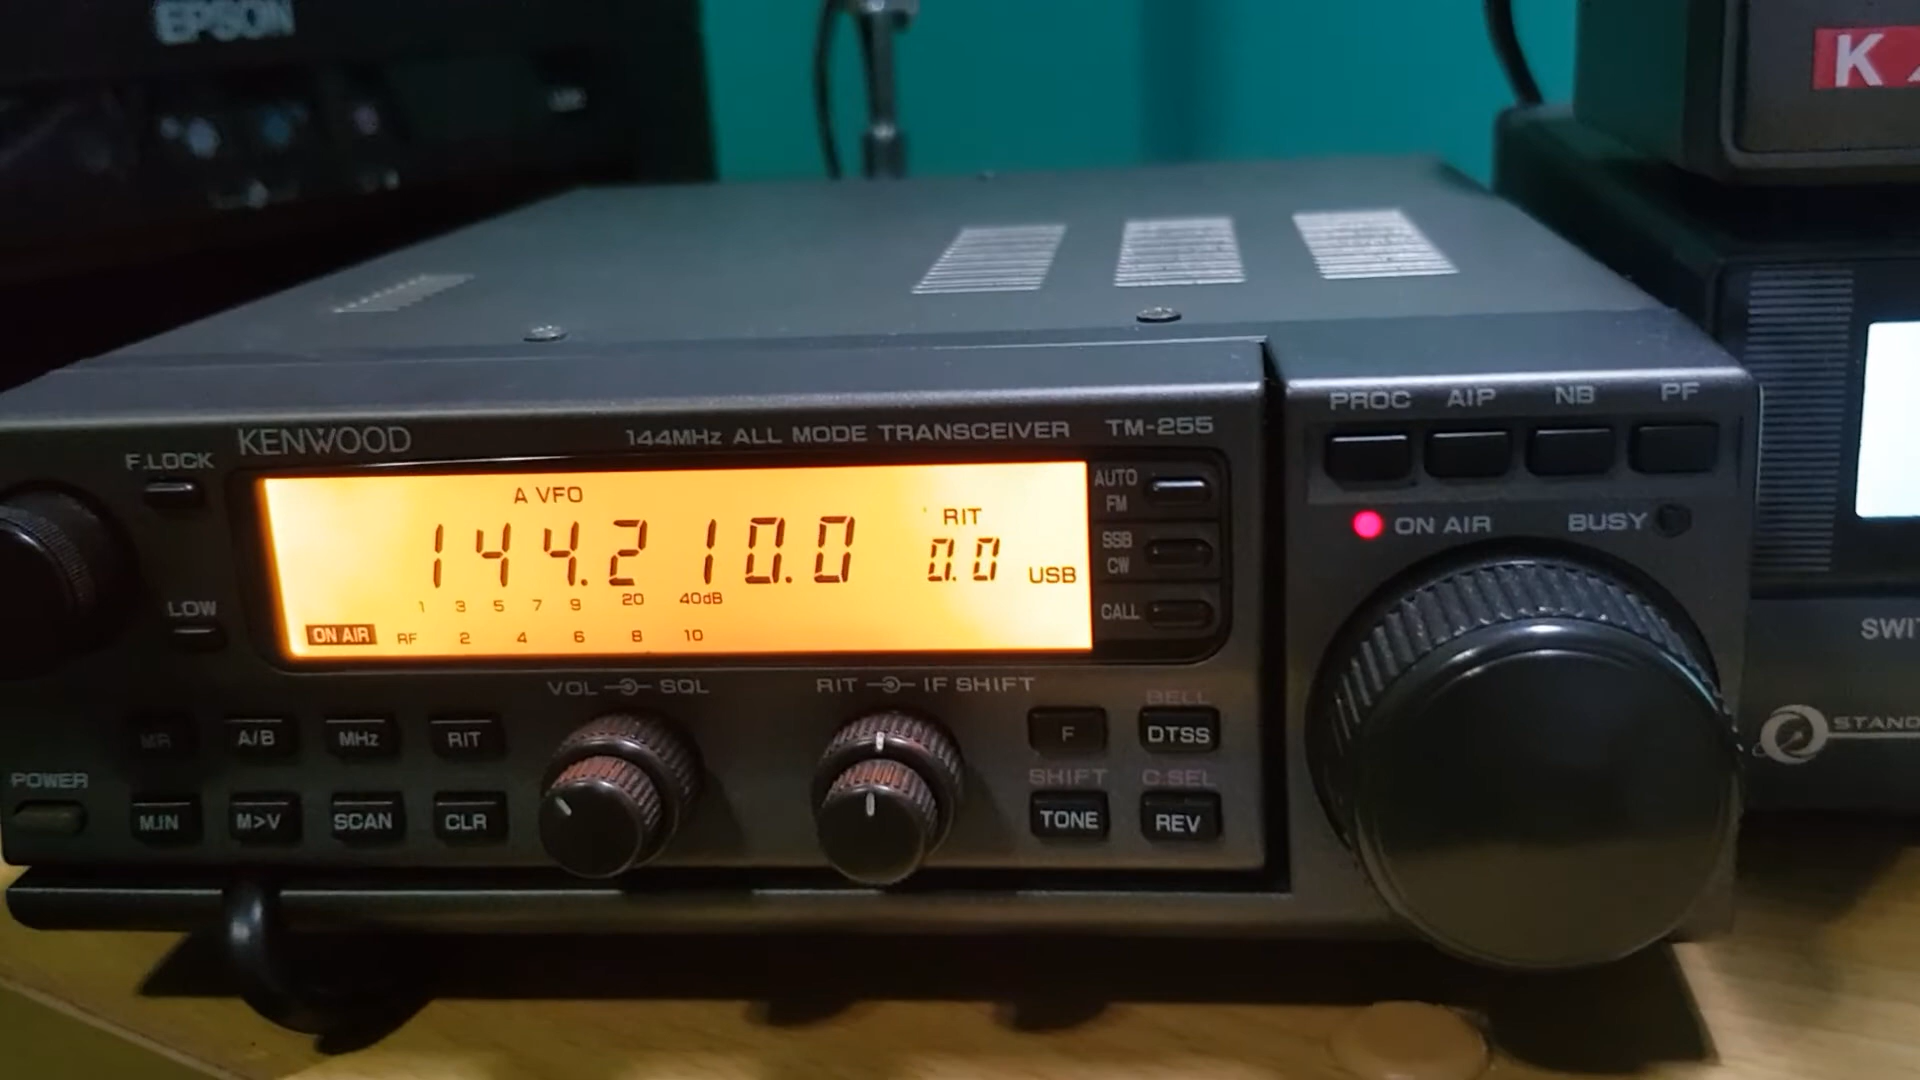 EPSON
K
PROC AIP NB PF
KENWOOD 144MHz ALL MODE TRANSCEIVER TM-255
F.LOCK
A VFO
144.210.0
RIT
0.0
USB
1 3 5 7 9 20 40dB
ON AIR RF 2 4 6 8 10
AUTO
FM
SSB
CW
CALL
ON AIR BUSY
LOW
VOL SQL RIT IF SHIFT
BELL
MR A/B MHz RIT F DTSS
POWER SHIFT C.SEL
M.IN M>V SCAN CLR TONE REV
SWI
STAND